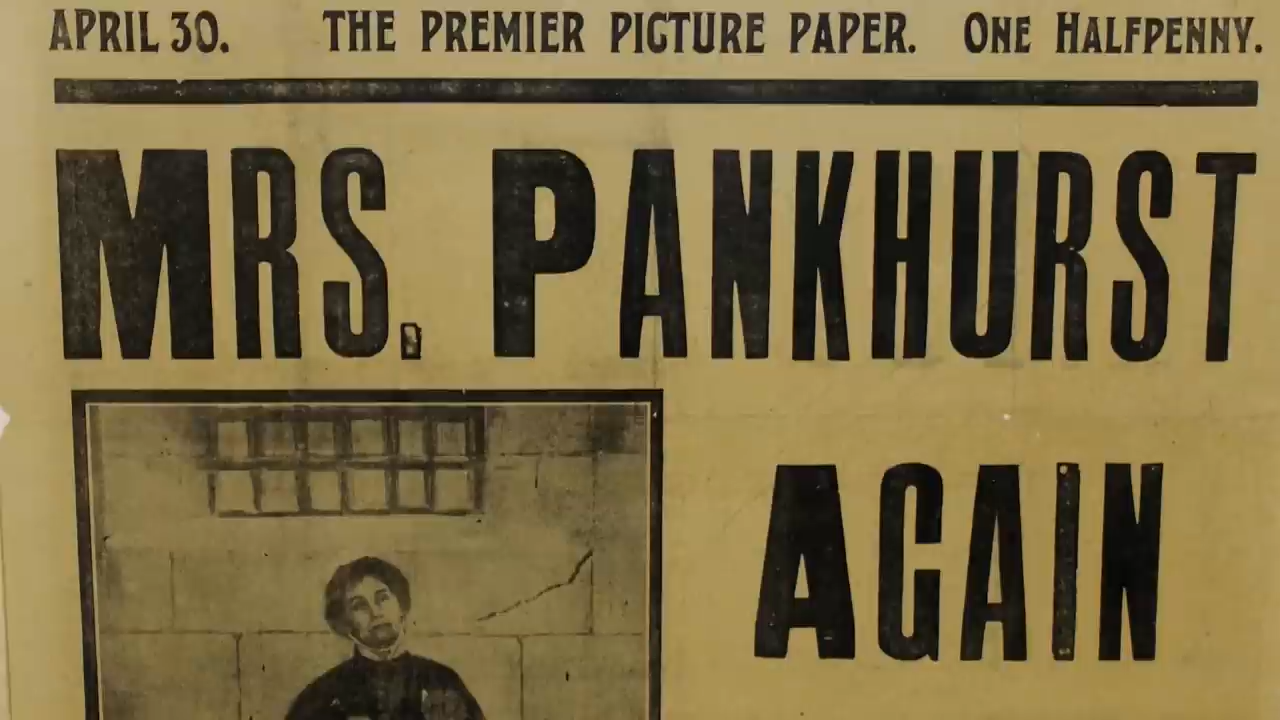 APRIL 30. THE PREMIER PICTURE PAPER. ONE HALFPENNY.
MRS. PANKHURST
AGAIN